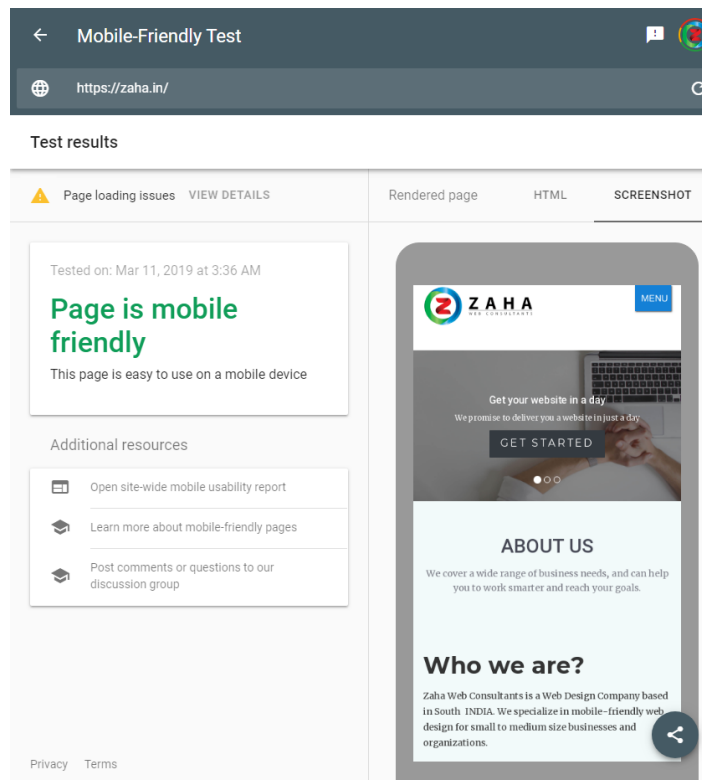 Mobile-Friendly Test
https://zaha.in/
Test results
Page loading issues VIEW DETAILS
Rendered page HTML SCREENSHOT
Tested on: Mar 11, 2019 at 3:36 AM
Page is mobile
friendly
This page is easy to use on a mobile device
Additional resources
Open site-wide mobile usability report
Learn more about mobile-friendly pages
Post comments or questions to our
discussion group
Privacy Terms
Z ZAHA
WEB CONSULTANTS
MENU
Get your website in a day
We promise to deliver you a website in just a day
GET STARTED
ABOUT US
We cover a wide range of business needs, and can help
you to work smarter and reach your goals.
Who we are?
Zaha Web Consultants is a Web Design Company based
in South INDIA. We specialize in mobile-friendly web
design for small to medium size businesses and
organizations.